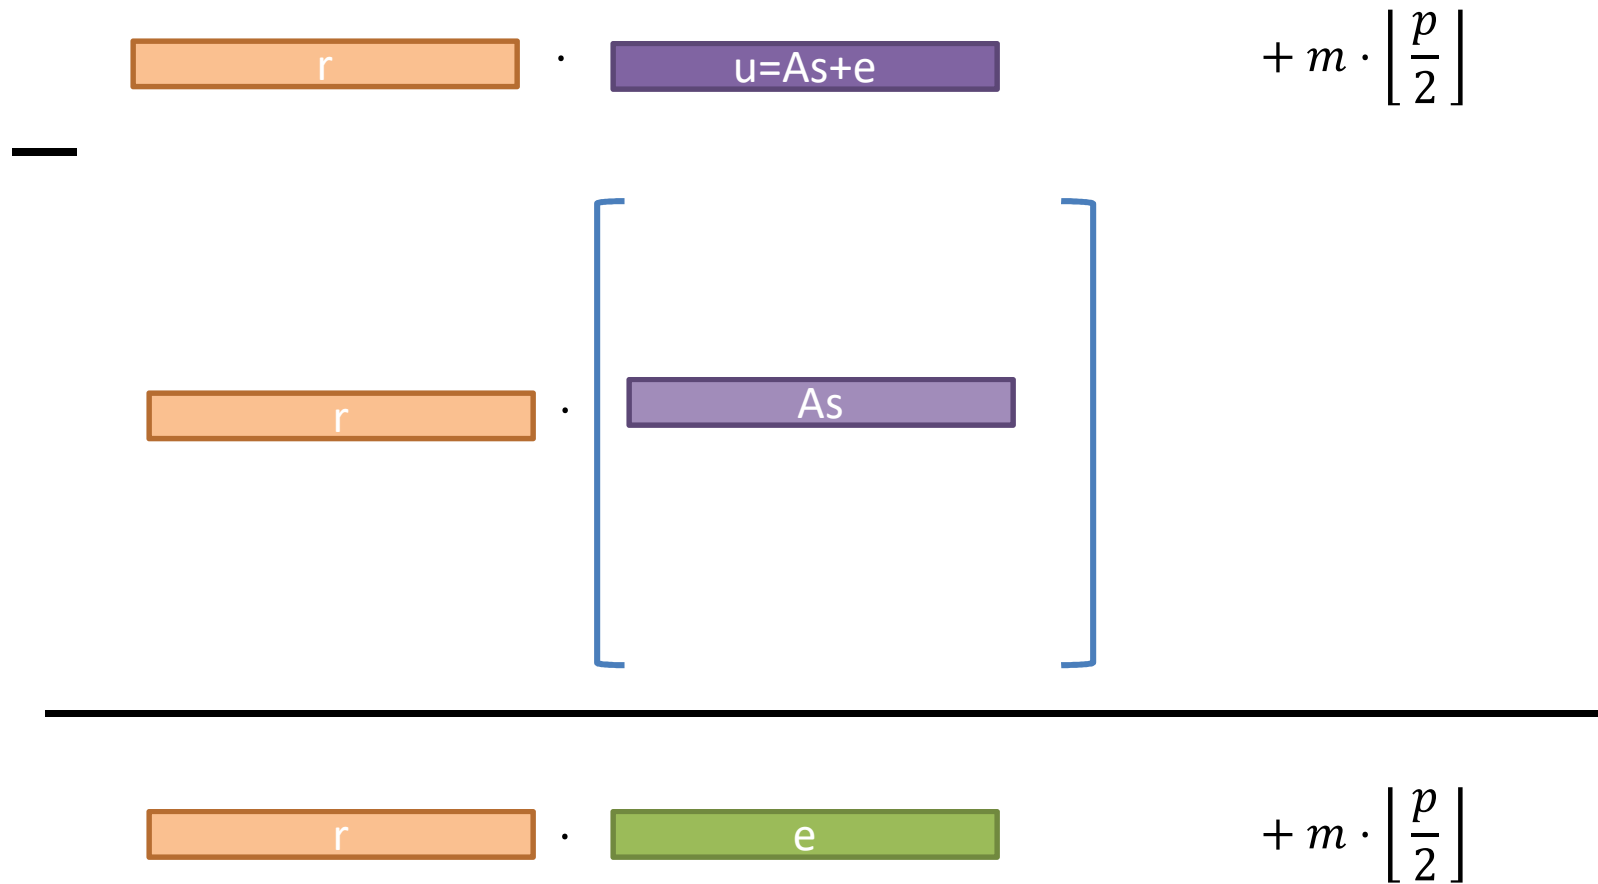 r · u=As+e + m · ⌊p/2⌋
—
r · [ As ]
r · e + m · ⌊p/2⌋